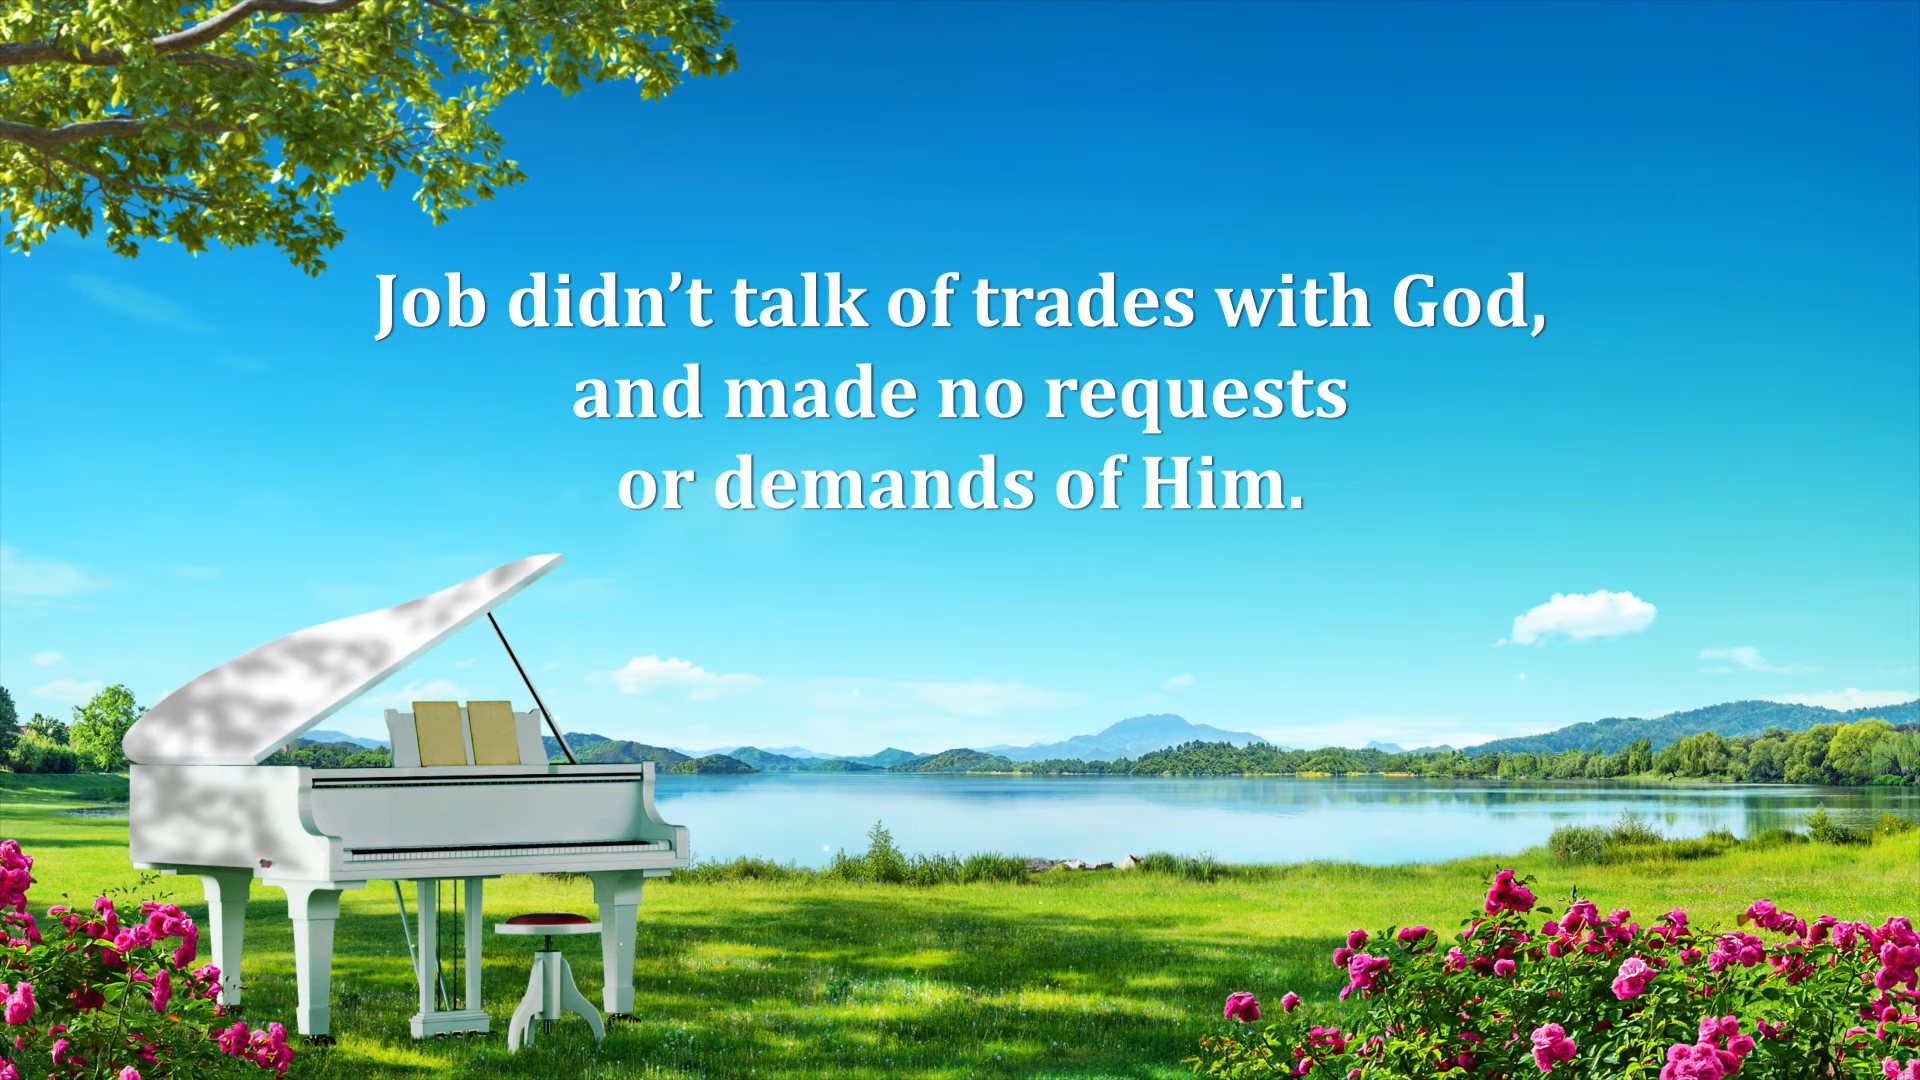 Job didn’t talk of trades with God,
and made no requests
or demands of Him.